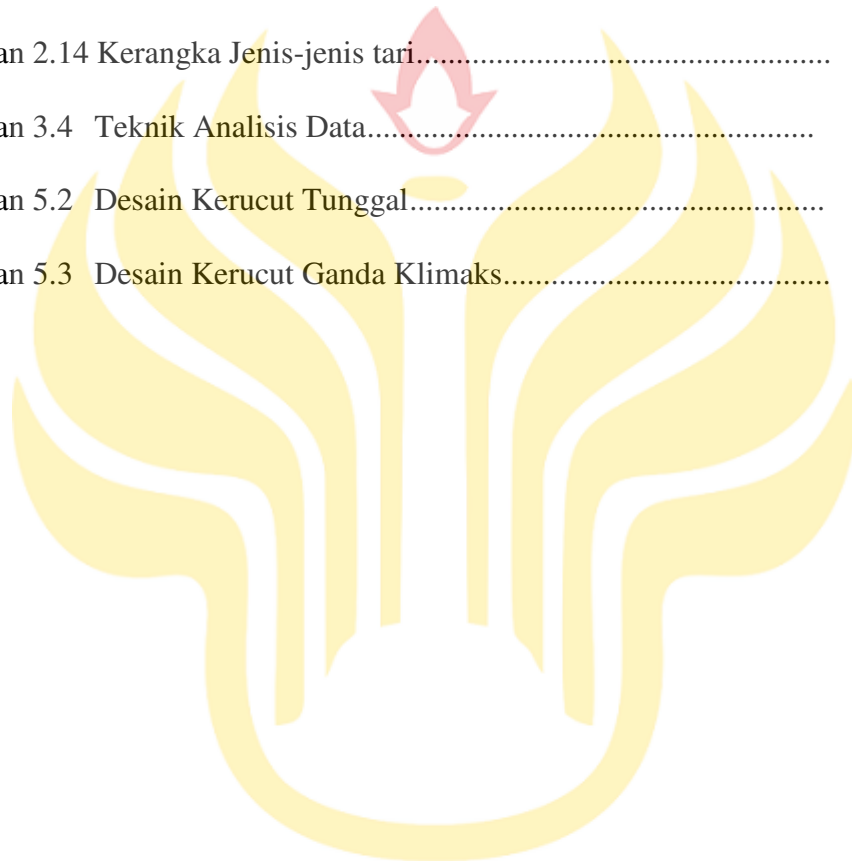 an 2.14 Kerangka Jenis-jenis tari....................................................
an 3.4 Teknik Analisis Data........................................................
an 5.2 Desain Kerucut Tunggal....................................................
an 5.3 Desain Kerucut Ganda Klimaks.........................................